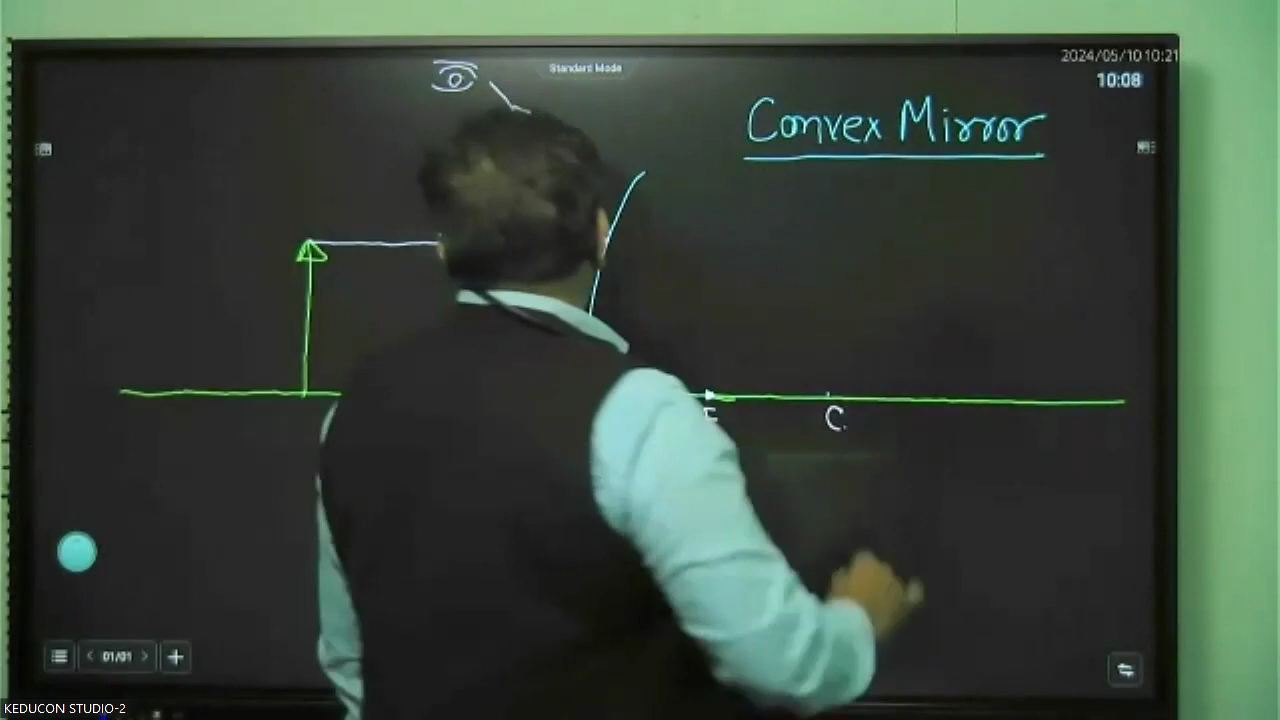 2024/05/10 10:21
Standard Mode
10:08
Convex Mirror
F
C.
01/01
KEDUCON STUDIO-2